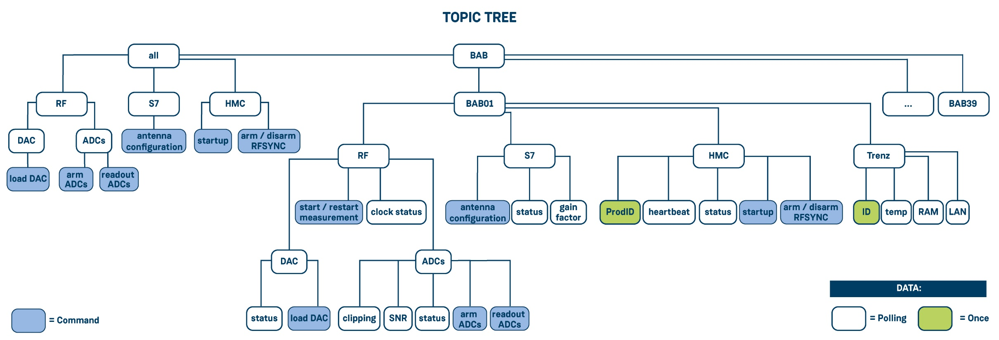 TOPIC TREE
all
BAB
RF
S7
HMC
BAB01
...
BAB39
DAC
ADCs
antenna
configuration
startup
arm / disarm
RFSYNC
RF
S7
HMC
Trenz
load DAC
arm
ADCs
readout
ADCs
start / restart
measurement
clock status
antenna
configuration
status
gain
factor
ProdID
heartbeat
status
startup
arm / disarm
RFSYNC
ID
temp
RAM
LAN
DAC
ADCs
DATA:
status
load DAC
clipping
SNR
status
arm
ADCs
readout
ADCs
= Command
= Polling
= Once